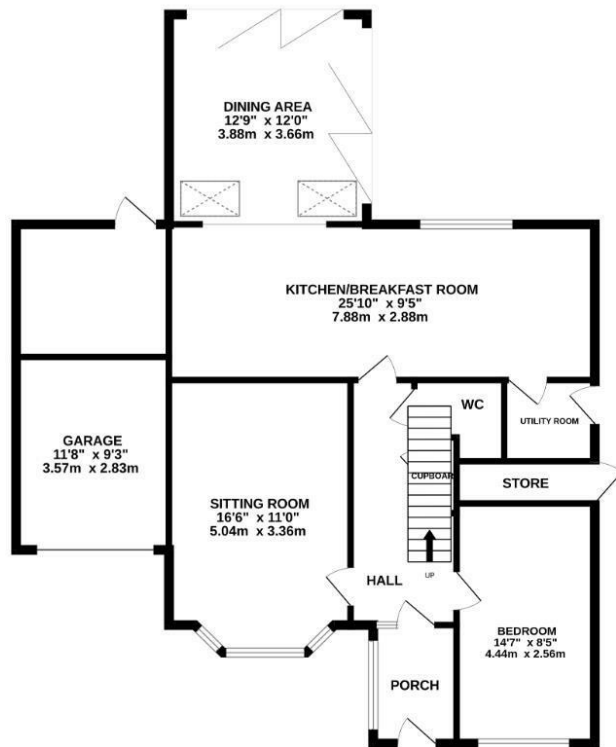 DINING AREA
12'9" x 12'0"
3.88m x 3.66m
KITCHEN/BREAKFAST ROOM
25'10" x 9'5"
7.88m x 2.88m
WC
UTILITY ROOM
GARAGE
11'8" x 9'3"
3.57m x 2.83m
SITTING ROOM
16'6" x 11'0"
5.04m x 3.36m
CUPBOARD
STORE
HALL
UP
BEDROOM
14'7" x 8'5"
4.44m x 2.56m
PORCH